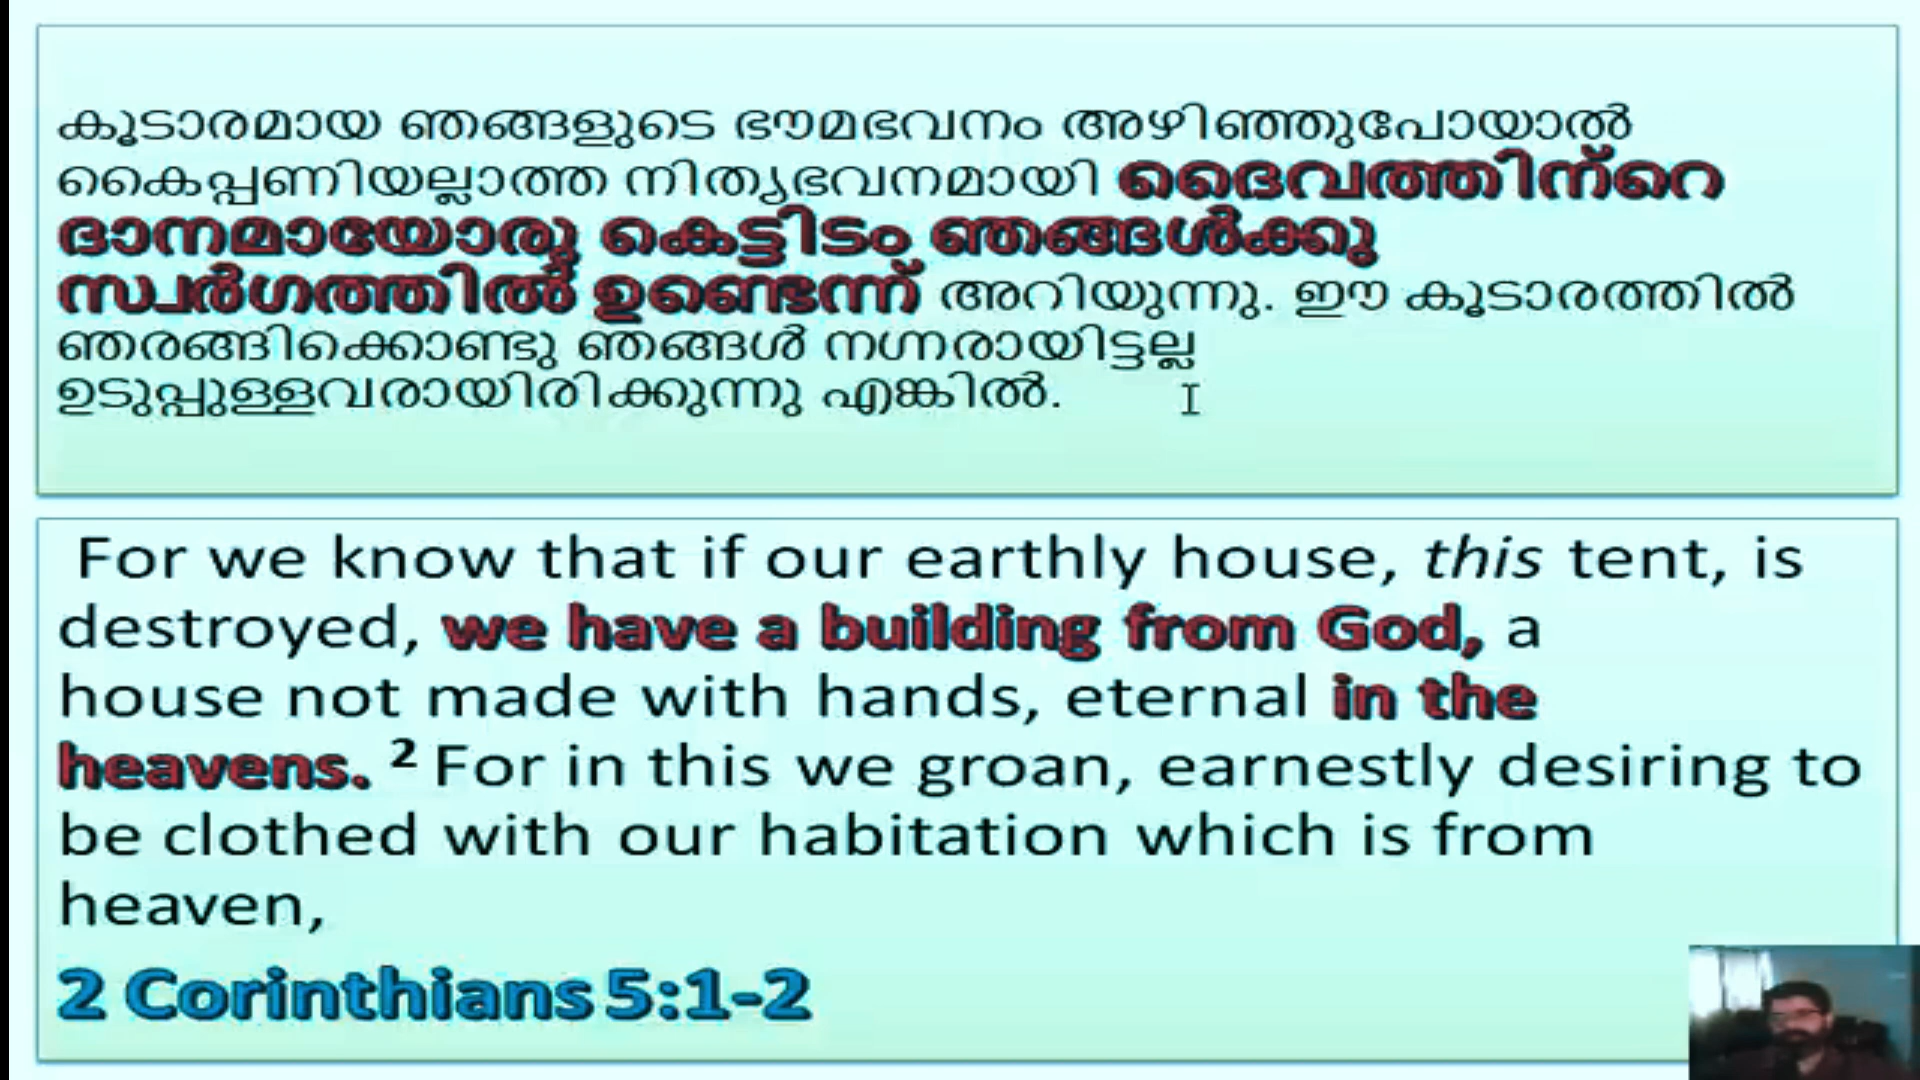 കൂടാരമായ ഞങ്ങളുടെ ഭൗമഭവനം അഴിഞ്ഞുപോയാൽ
കൈപ്പണിയല്ലാത്ത നിത്യഭവനമായി ദൈവത്തിന്റെ
ദാനമായോരു കെട്ടിടം ഞങ്ങൾക്കു
സ്വർഗത്തിൽ ഉണ്ടെന്ന് അറിയുന്നു. ഈ കൂടാരത്തിൽ
ഞരങ്ങിക്കൊണ്ടു ഞങ്ങൾ നഗ്നരായിട്ടല്ല
ഉടുപ്പുള്ളവരായിരിക്കുന്നു എങ്കിൽ.
For we know that if our earthly house, this tent, is
destroyed, we have a building from God, a
house not made with hands, eternal in the
heavens. ² For in this we groan, earnestly desiring to
be clothed with our habitation which is from
heaven,
2 Corinthians 5:1-2